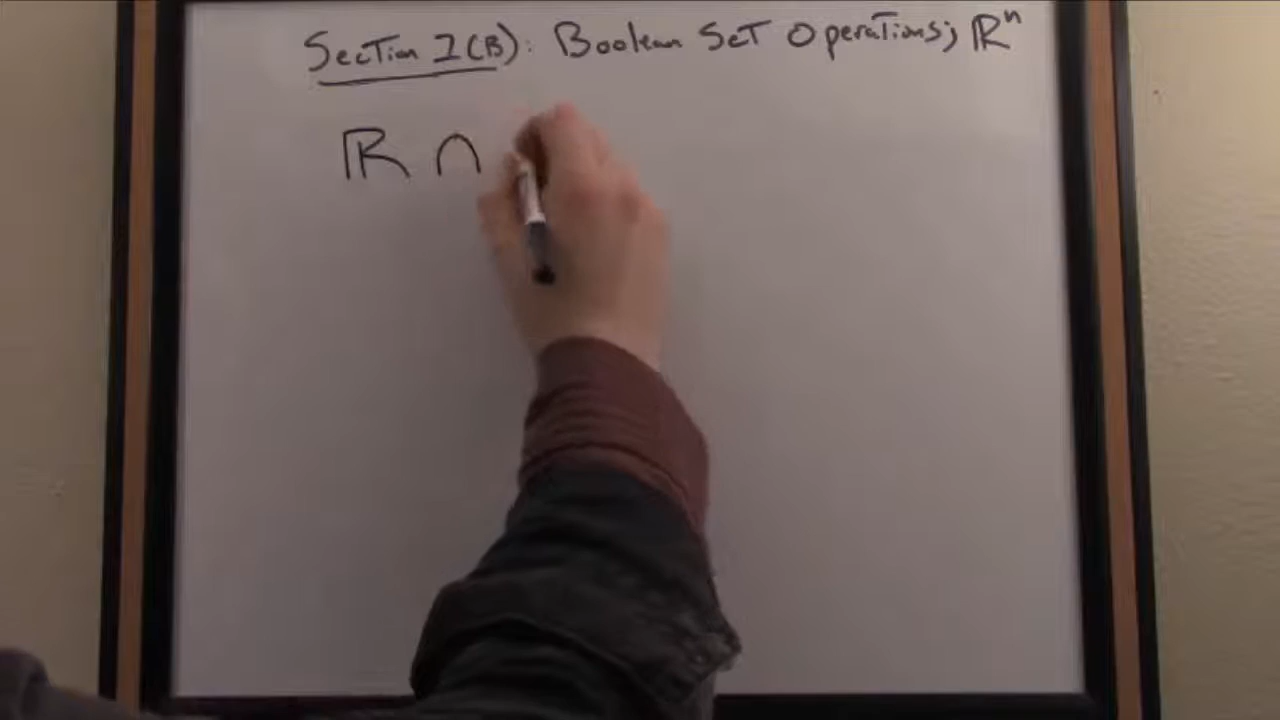 Section I(B): Boolean Set Operations; ℝⁿ
ℝ ∩